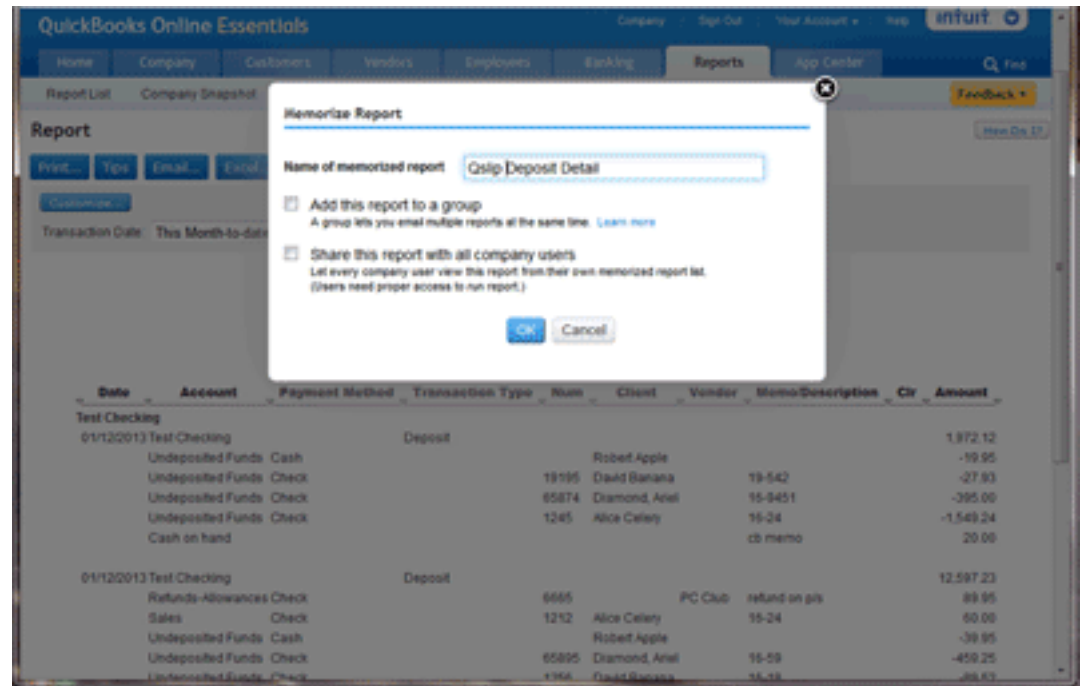 QuickBooks Online Essentials Company Sign Out Your Account Help intuit
Home Company Customers Vendors Employees Banking Reports App Center Find
Report List Company Snapshot Feedback
Memorize Report
Report How Do I?
Print... Tips Email... Excel...
Name of memorized report Qslip Deposit Detail
Customize...
Add this report to a group
A group lets you email multiple reports at the same time. Learn more
Transaction Date This Month-to-date
Share this report with all company users
Let every company user view this report from their own memorized report list.
(Users need proper access to run report.)
OK Cancel
Date Account Payment Method Transaction Type Num Client Vendor Memo/Description Clr Amount
Test Checking
01/12/2013 Test Checking Deposit 1,972.12
Undeposited Funds Cash Robert Apple -19.95
Undeposited Funds Check 19195 David Banana 19-542 -27.93
Undeposited Funds Check 65874 Diamond, Ariel 16-9451 -395.00
Undeposited Funds Check 1245 Alice Celery 16-24 -1,549.24
Cash on hand cb memo 20.00
01/12/2013 Test Checking Deposit 12,597.23
Refunds-Allowances Check 6665 PC Club refund on p/s 89.95
Sales Check 1212 Alice Celery 16-24 60.00
Undeposited Funds Cash Robert Apple -39.95
Undeposited Funds Check 65895 Diamond, Ariel 16-59 -459.25
Undeposited Funds Check 1256 David Banana